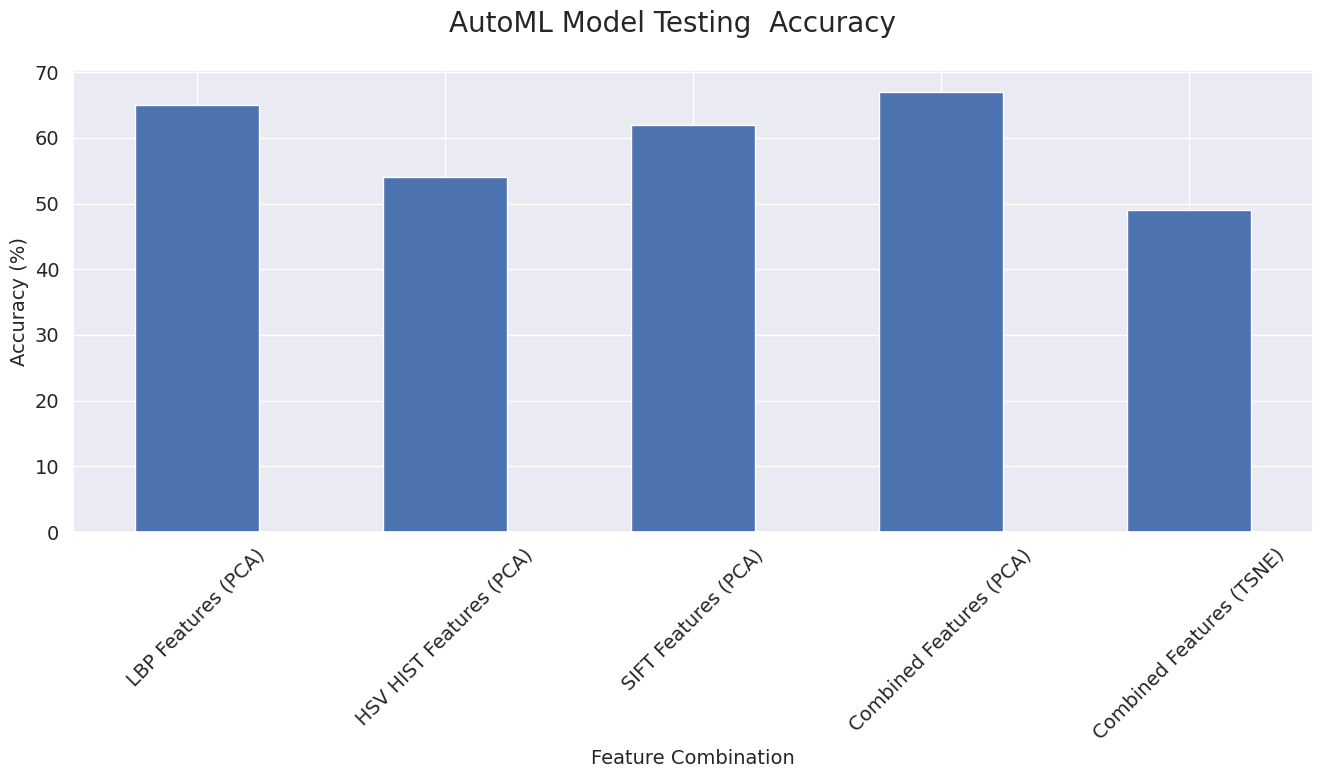 AutoML Model Testing  Accuracy
70
60
50
40
30
20
10
0
Accuracy (%)
LBP Features (PCA)
HSV HIST Features (PCA)
SIFT Features (PCA)
Combined Features (PCA)
Combined Features (TSNE)
Feature Combination